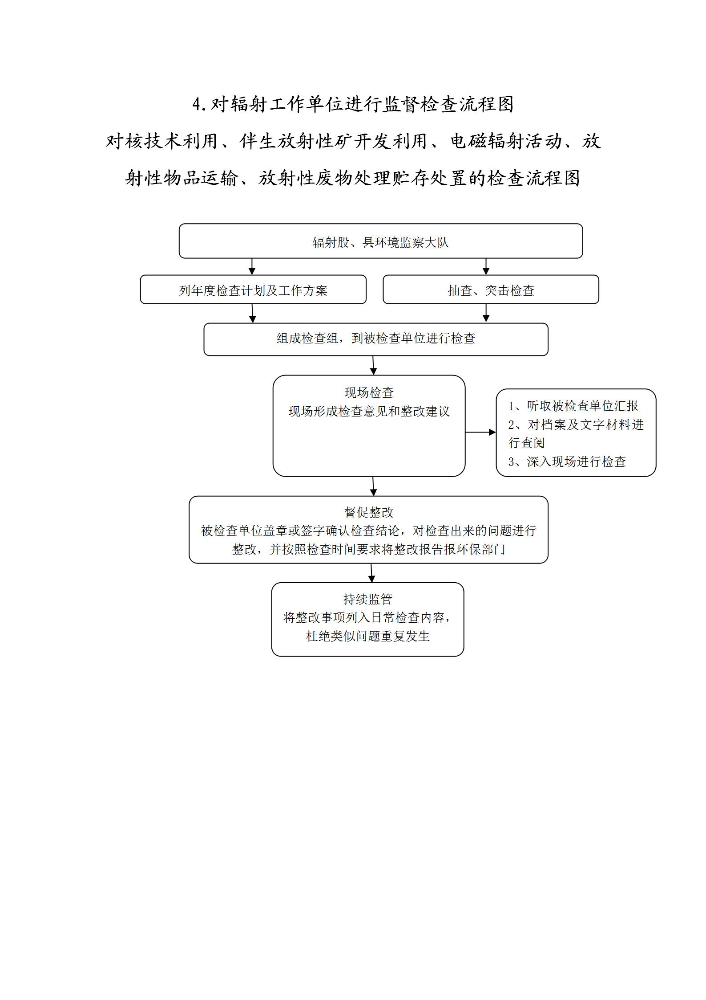 4.对辐射工作单位进行监督检查流程图
对核技术利用、伴生放射性矿开发利用、电磁辐射活动、放
射性物品运输、放射性废物处理贮存处置的检查流程图
辐射股、县环境监察大队
列年度检查计划及工作方案
抽查、突击检查
组成检查组，到被检查单位进行检查
现场检查
现场形成检查意见和整改建议
1、听取被检查单位汇报
2、对档案及文字材料进
行查阅
3、深入现场进行检查
督促整改
被检查单位盖章或签字确认检查结论，对检查出来的问题进行
整改，并按照检查时间要求将整改报告报环保部门
持续监管
将整改事项列入日常检查内容，
杜绝类似问题重复发生